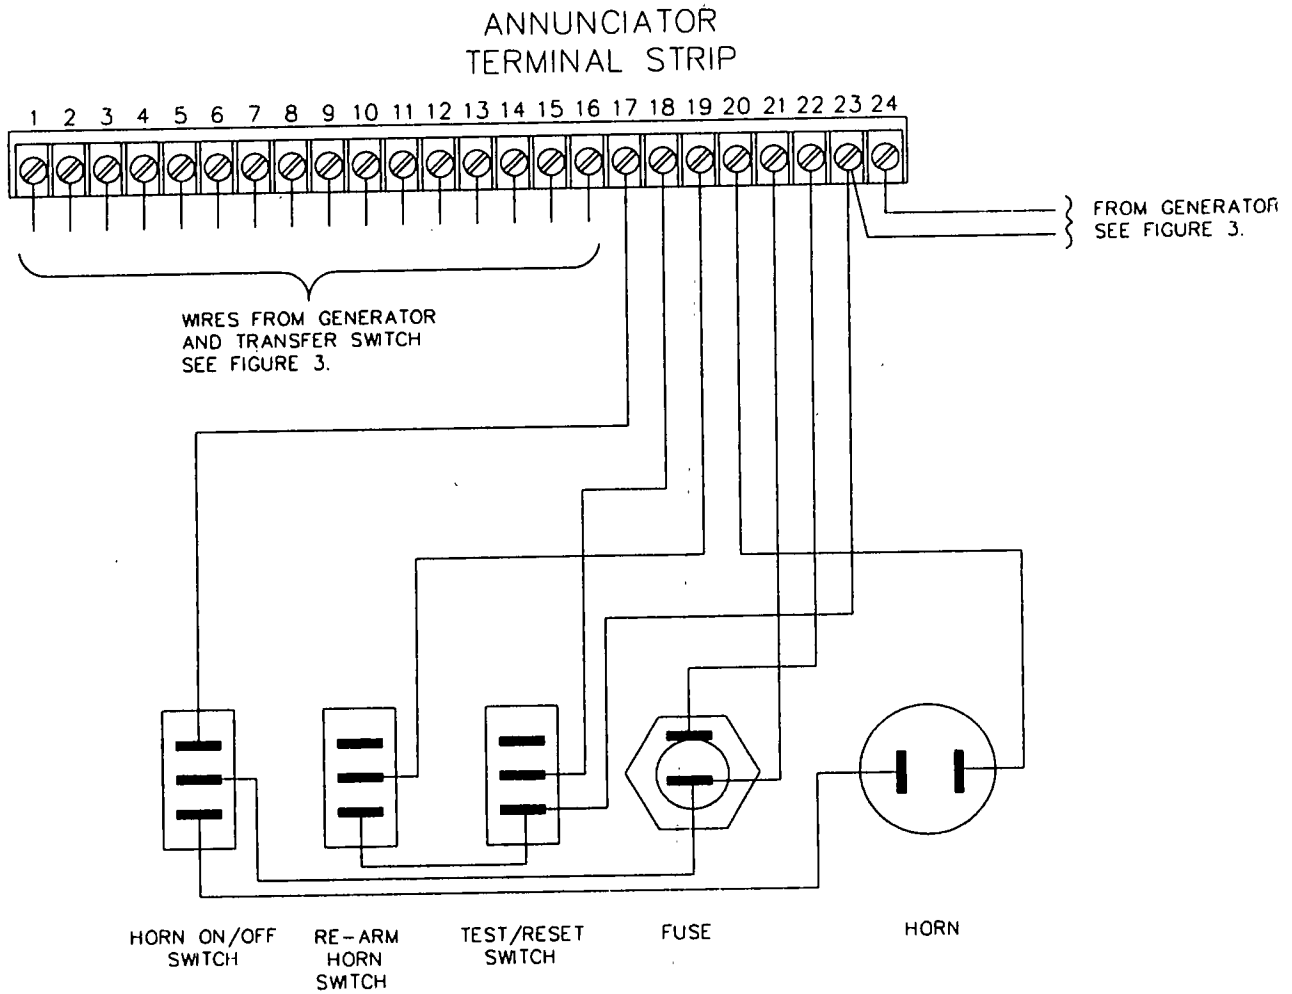 ANNUNCIATOR
TERMINAL STRIP
1 2 3 4 5 6 7 8 9 10 11 12 13 14 15 16 17 18 19 20 21 22 23 24
FROM GENERATOR
SEE FIGURE 3.
WIRES FROM GENERATOR
AND TRANSFER SWITCH
SEE FIGURE 3.
HORN ON/OFF
SWITCH
RE-ARM
HORN
SWITCH
TEST/RESET
SWITCH
FUSE
HORN